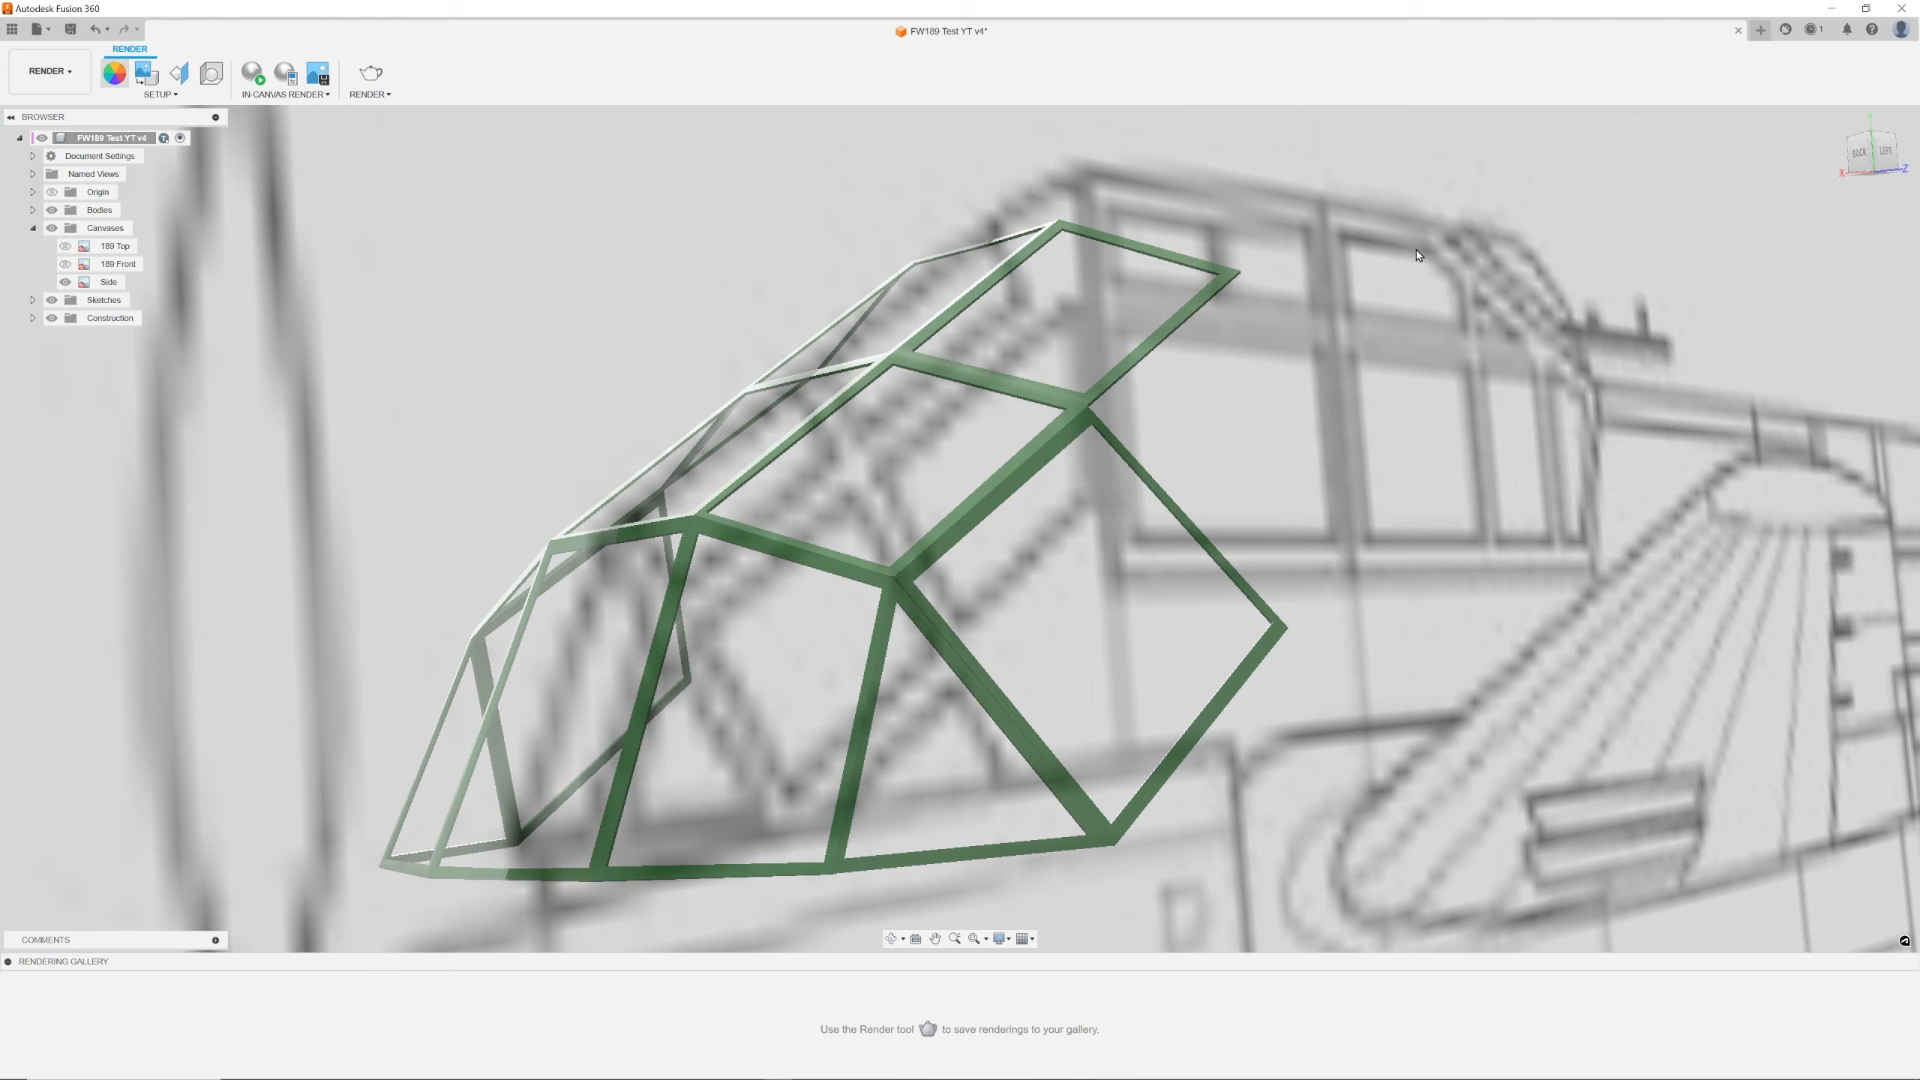 Autodesk Fusion 360
FW189 Test YT v4*
1
RENDER
RENDER
SETUP
IN-CANVAS RENDER
RENDER
BROWSER
FW189 Test YT v4
Document Settings
Named Views
Origin
Bodies
Canvases
189 Top
189 Front
Side
Sketches
Construction
Y
BACK
LEFT
X
Z
COMMENTS
RENDERING GALLERY
Use the Render tool to save renderings to your gallery.